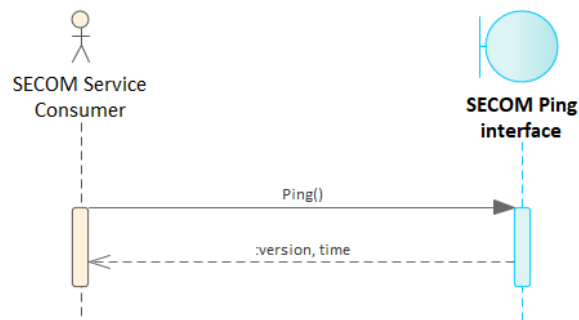 SECOM Service
Consumer
SECOM Ping
interface
Ping()
:version, time